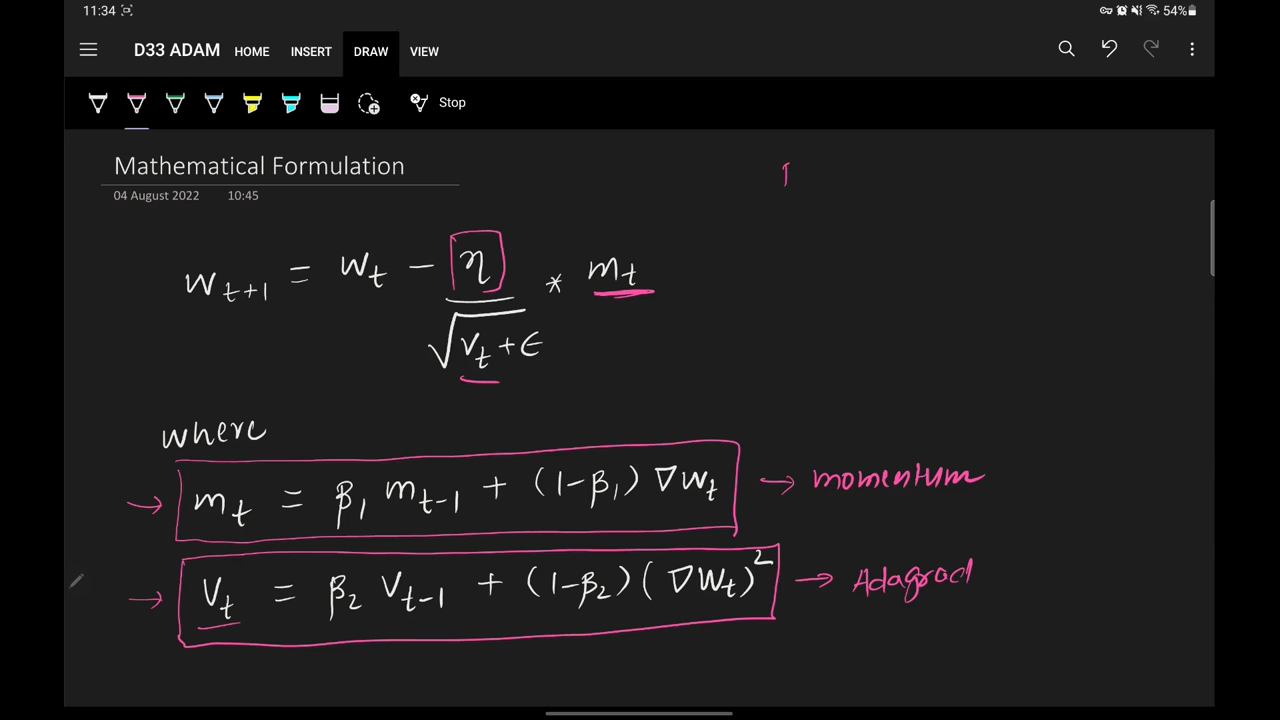 11:34 54%
D33 ADAM HOME INSERT DRAW VIEW
Stop
Mathematical Formulation
04 August 2022 10:45
w_{t+1} = w_t − η / √(v_t + ϵ) * m_t
where
→ m_t = β₁ m_{t-1} + (1-β₁) ∇w_t → momentum
→ v_t = β₂ v_{t-1} + (1-β₂)(∇w_t)² → Adagrad